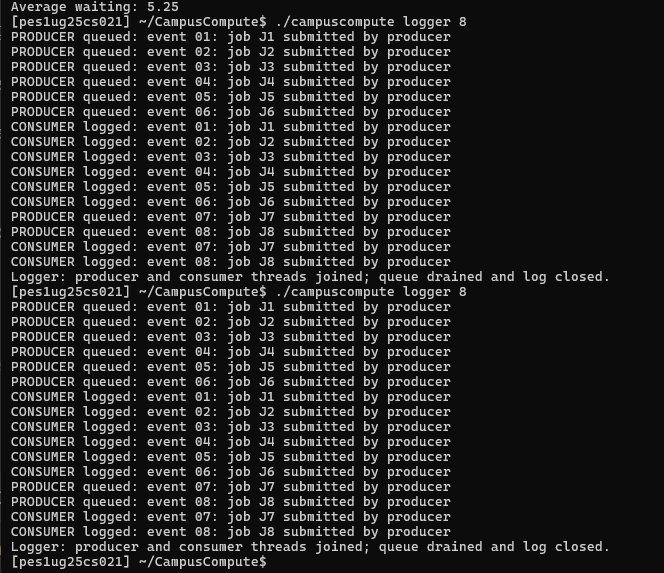 Average waiting: 5.25
[pes1ug25cs021] ~/CampusCompute$ ./campuscompute logger 8
PRODUCER queued: event 01: job J1 submitted by producer
PRODUCER queued: event 02: job J2 submitted by producer
PRODUCER queued: event 03: job J3 submitted by producer
PRODUCER queued: event 04: job J4 submitted by producer
PRODUCER queued: event 05: job J5 submitted by producer
PRODUCER queued: event 06: job J6 submitted by producer
CONSUMER logged: event 01: job J1 submitted by producer
CONSUMER logged: event 02: job J2 submitted by producer
CONSUMER logged: event 03: job J3 submitted by producer
CONSUMER logged: event 04: job J4 submitted by producer
CONSUMER logged: event 05: job J5 submitted by producer
CONSUMER logged: event 06: job J6 submitted by producer
PRODUCER queued: event 07: job J7 submitted by producer
PRODUCER queued: event 08: job J8 submitted by producer
CONSUMER logged: event 07: job J7 submitted by producer
CONSUMER logged: event 08: job J8 submitted by producer
Logger: producer and consumer threads joined; queue drained and log closed.
[pes1ug25cs021] ~/CampusCompute$ ./campuscompute logger 8
PRODUCER queued: event 01: job J1 submitted by producer
PRODUCER queued: event 02: job J2 submitted by producer
PRODUCER queued: event 03: job J3 submitted by producer
PRODUCER queued: event 04: job J4 submitted by producer
PRODUCER queued: event 05: job J5 submitted by producer
PRODUCER queued: event 06: job J6 submitted by producer
CONSUMER logged: event 01: job J1 submitted by producer
CONSUMER logged: event 02: job J2 submitted by producer
CONSUMER logged: event 03: job J3 submitted by producer
CONSUMER logged: event 04: job J4 submitted by producer
CONSUMER logged: event 05: job J5 submitted by producer
CONSUMER logged: event 06: job J6 submitted by producer
PRODUCER queued: event 07: job J7 submitted by producer
PRODUCER queued: event 08: job J8 submitted by producer
CONSUMER logged: event 07: job J7 submitted by producer
CONSUMER logged: event 08: job J8 submitted by producer
Logger: producer and consumer threads joined; queue drained and log closed.
[pes1ug25cs021] ~/CampusCompute$